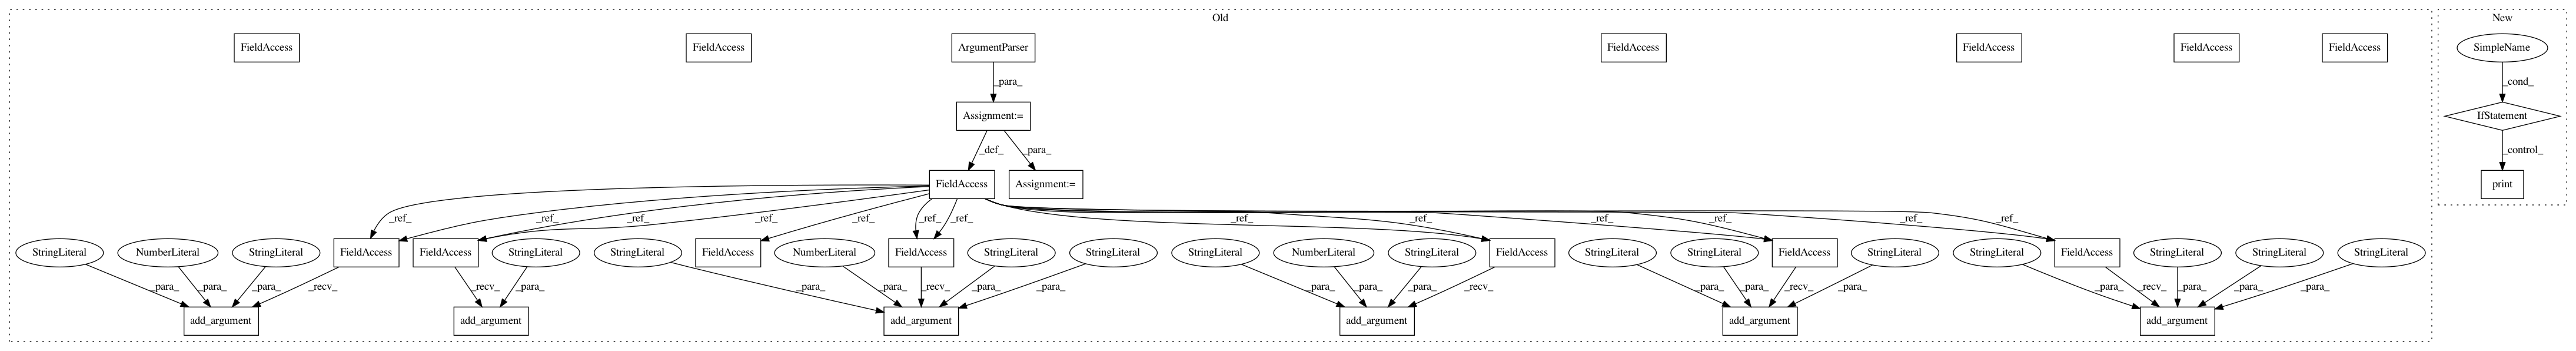 Old
New
FieldAccess
FieldAccess
ArgumentParser
FieldAccess
FieldAccess
FieldAccess
FieldAccess
SimpleName
_para_
_cond_
Assignment:=
IfStatement
_def_
_para_
_control_
FieldAccess
Assignment:=
print
_ref_
_ref_
_ref_
_ref_
_ref_
_ref_
_ref_
_ref_
_ref_
_ref_
_ref_
_ref_
_ref_
StringLiteral
NumberLiteral
StringLiteral
FieldAccess
FieldAccess
StringLiteral
StringLiteral
FieldAccess
NumberLiteral
FieldAccess
StringLiteral
StringLiteral
StringLiteral
NumberLiteral
StringLiteral
FieldAccess
StringLiteral
StringLiteral
FieldAccess
StringLiteral
StringLiteral
FieldAccess
StringLiteral
StringLiteral
StringLiteral
_para_
_para_
_para_
_recv_
_recv_
_para_
_para_
_para_
_recv_
_para_
_para_
_para_
_para_
_para_
_recv_
_para_
_para_
_recv_
_para_
_para_
_recv_
_para_
_para_
_para_
add_argument
add_argument
add_argument
add_argument
add_argument
add_argument